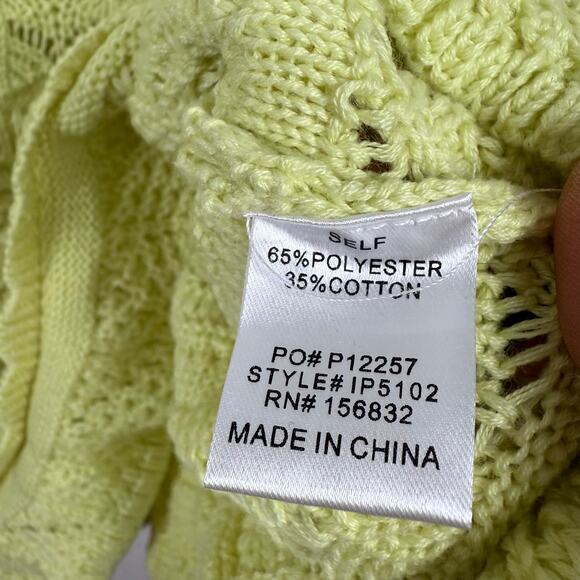 SELF
65%POLYESTER
35%COTTON
PO# P12257
STYLE# IP5102
RN# 156832
MADE IN CHINA